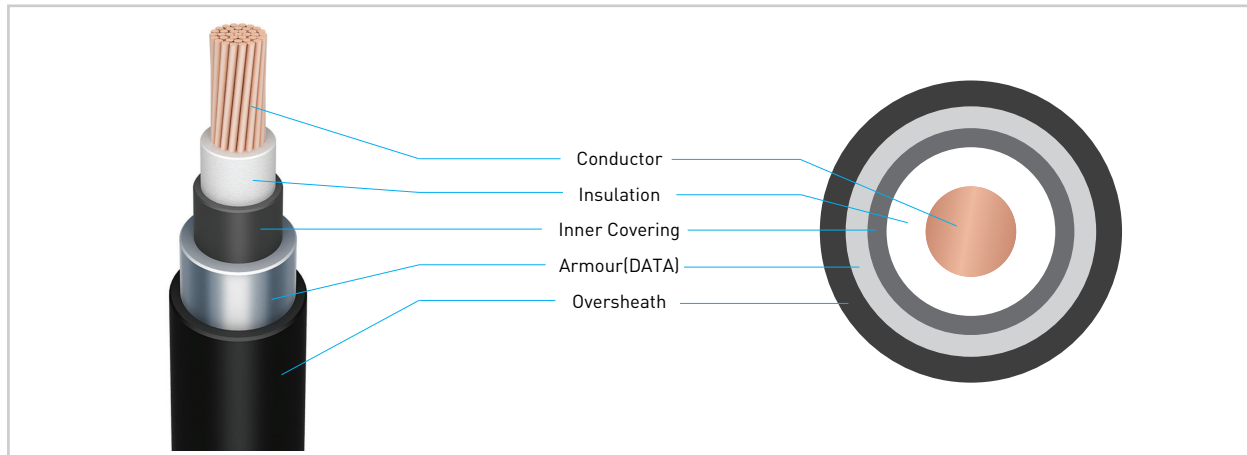 Conductor
Insulation
Inner Covering
Armour(DATA)
Oversheath